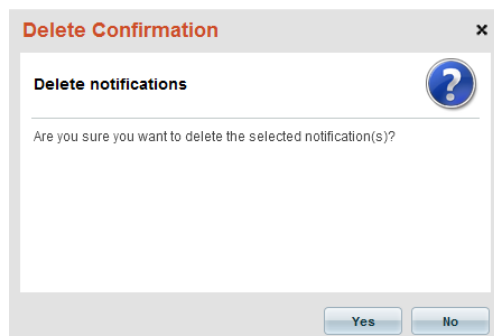 Delete Confirmation
Delete notifications
Are you sure you want to delete the selected notification(s)?
Yes No